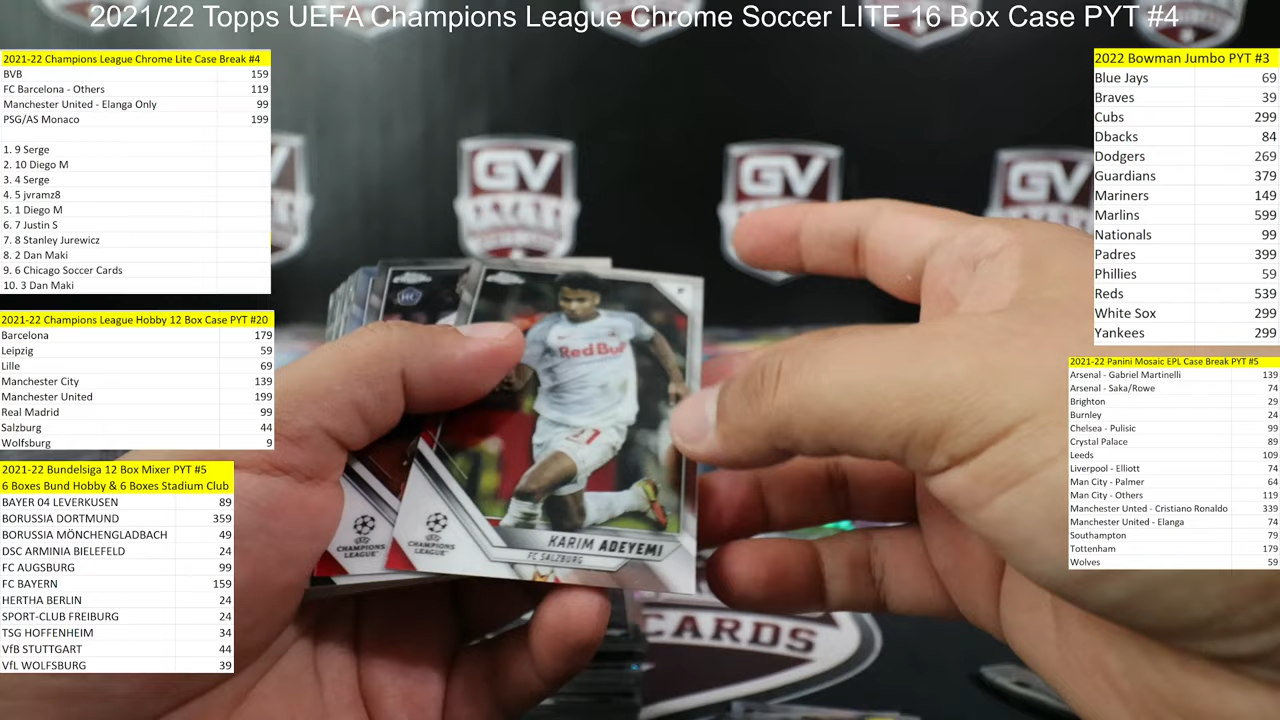 2021/22 Topps UEFA Champions League Chrome Soccer LITE 16 Box Case PYT #4
2021-22 Champions League Chrome Lite Case Break #4
BVB 159
FC Barcelona - Others 119
Manchester United - Elanga Only 99
PSG/AS Monaco 199
1. 9 Serge
2. 10 Diego M
3. 4 Serge
4. 5 jvramz8
5. 1 Diego M
6. 7 Justin S
7. 8 Stanley Jurewicz
8. 2 Dan Maki
9. 6 Chicago Soccer Cards
10. 3 Dan Maki
2021-22 Champions League Hobby 12 Box Case PYT #20
Barcelona 179
Leipzig 59
Lille 69
Manchester City 139
Manchester United 199
Real Madrid 99
Salzburg 44
Wolfsburg 9
2021-22 Bundelsiga 12 Box Mixer PYT #5
6 Boxes Bund Hobby & 6 Boxes Stadium Club
BAYER 04 LEVERKUSEN 89
BORUSSIA DORTMUND 359
BORUSSIA MÖNCHENGLADBACH 49
DSC ARMINIA BIELEFELD 24
FC AUGSBURG 99
FC BAYERN 159
HERTHA BERLIN 24
SPORT-CLUB FREIBURG 24
TSG HOFFENHEIM 34
VfB STUTTGART 44
VfL WOLFSBURG 39
2022 Bowman Jumbo PYT #3
Blue Jays 69
Braves 39
Cubs 299
Dbacks 84
Dodgers 269
Guardians 379
Mariners 149
Marlins 599
Nationals 99
Padres 399
Phillies 59
Reds 539
White Sox 299
Yankees 299
2021-22 Panini Mosaic EPL Case Break PYT #5
Arsenal - Gabriel Martinelli 139
Arsenal - Saka/Rowe 74
Brighton 29
Burnley 24
Chelsea - Pulisic 99
Crystal Palace 89
Leeds 109
Liverpool - Elliott 74
Man City - Palmer 64
Man City - Others 119
Manchester Unted - Cristiano Ronaldo 339
Manchester United - Elanga 74
Southampton 79
Tottenham 179
Wolves 59
GV
GV
GV
Red Bull
CHAMPIONS
LEAGUE
CHAMPIONS
LEAGUE
KARIM ADEYEMI
FC SALZBURG
CARDS